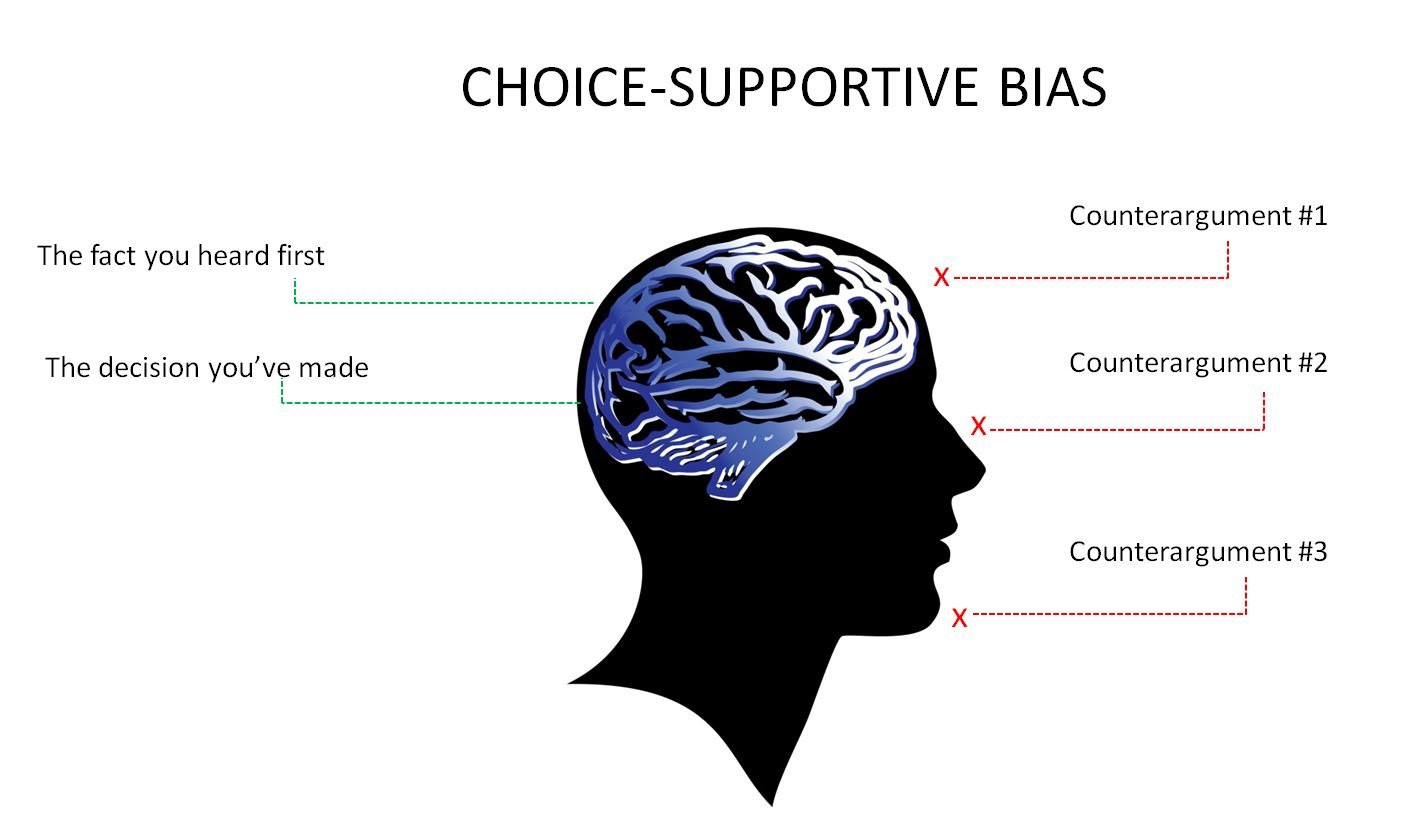 CHOICE-SUPPORTIVE BIAS
The fact you heard first
The decision you’ve made
Counterargument #1
X
Counterargument #2
X
Counterargument #3
X